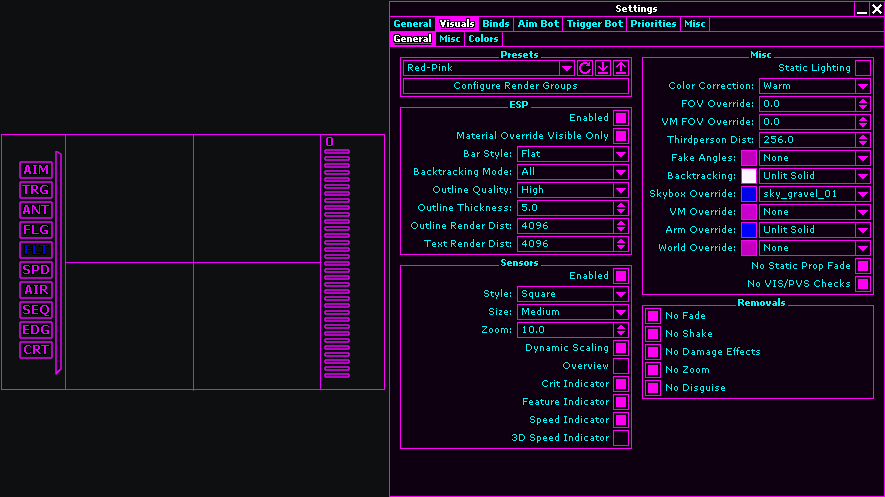 Settings
General Visuals Binds Aim Bot Trigger Bot Priorities Misc
General Misc Colors
Presets
Red-Pink
Configure Render Groups
ESP
Enabled
Material Override Visible Only
Bar Style: Flat
Backtracking Mode: All
Outline Quality: High
Outline Thickness: 5.0
Outline Render Dist: 4096
Text Render Dist: 4096
Sensors
Enabled
Style: Square
Size: Medium
Zoom: 10.0
Dynamic Scaling
Overview
Crit Indicator
Feature Indicator
Speed Indicator
3D Speed Indicator
Misc
Static Lighting
Color Correction: Warm
FOV Override: 0.0
VM FOV Override: 0.0
Thirdperson Dist: 256.0
Fake Angles: None
Backtracking: Unlit Solid
Skybox Override: sky_gravel_01
VM Override: None
Arm Override: Unlit Solid
World Override: None
No Static Prop Fade
No VIS/PVS Checks
Removals
No Fade
No Shake
No Damage Effects
No Zoom
No Disguise
0
AIM
TRG
ANT
FLG
SPD
AIR
SEQ
EDG
CRT